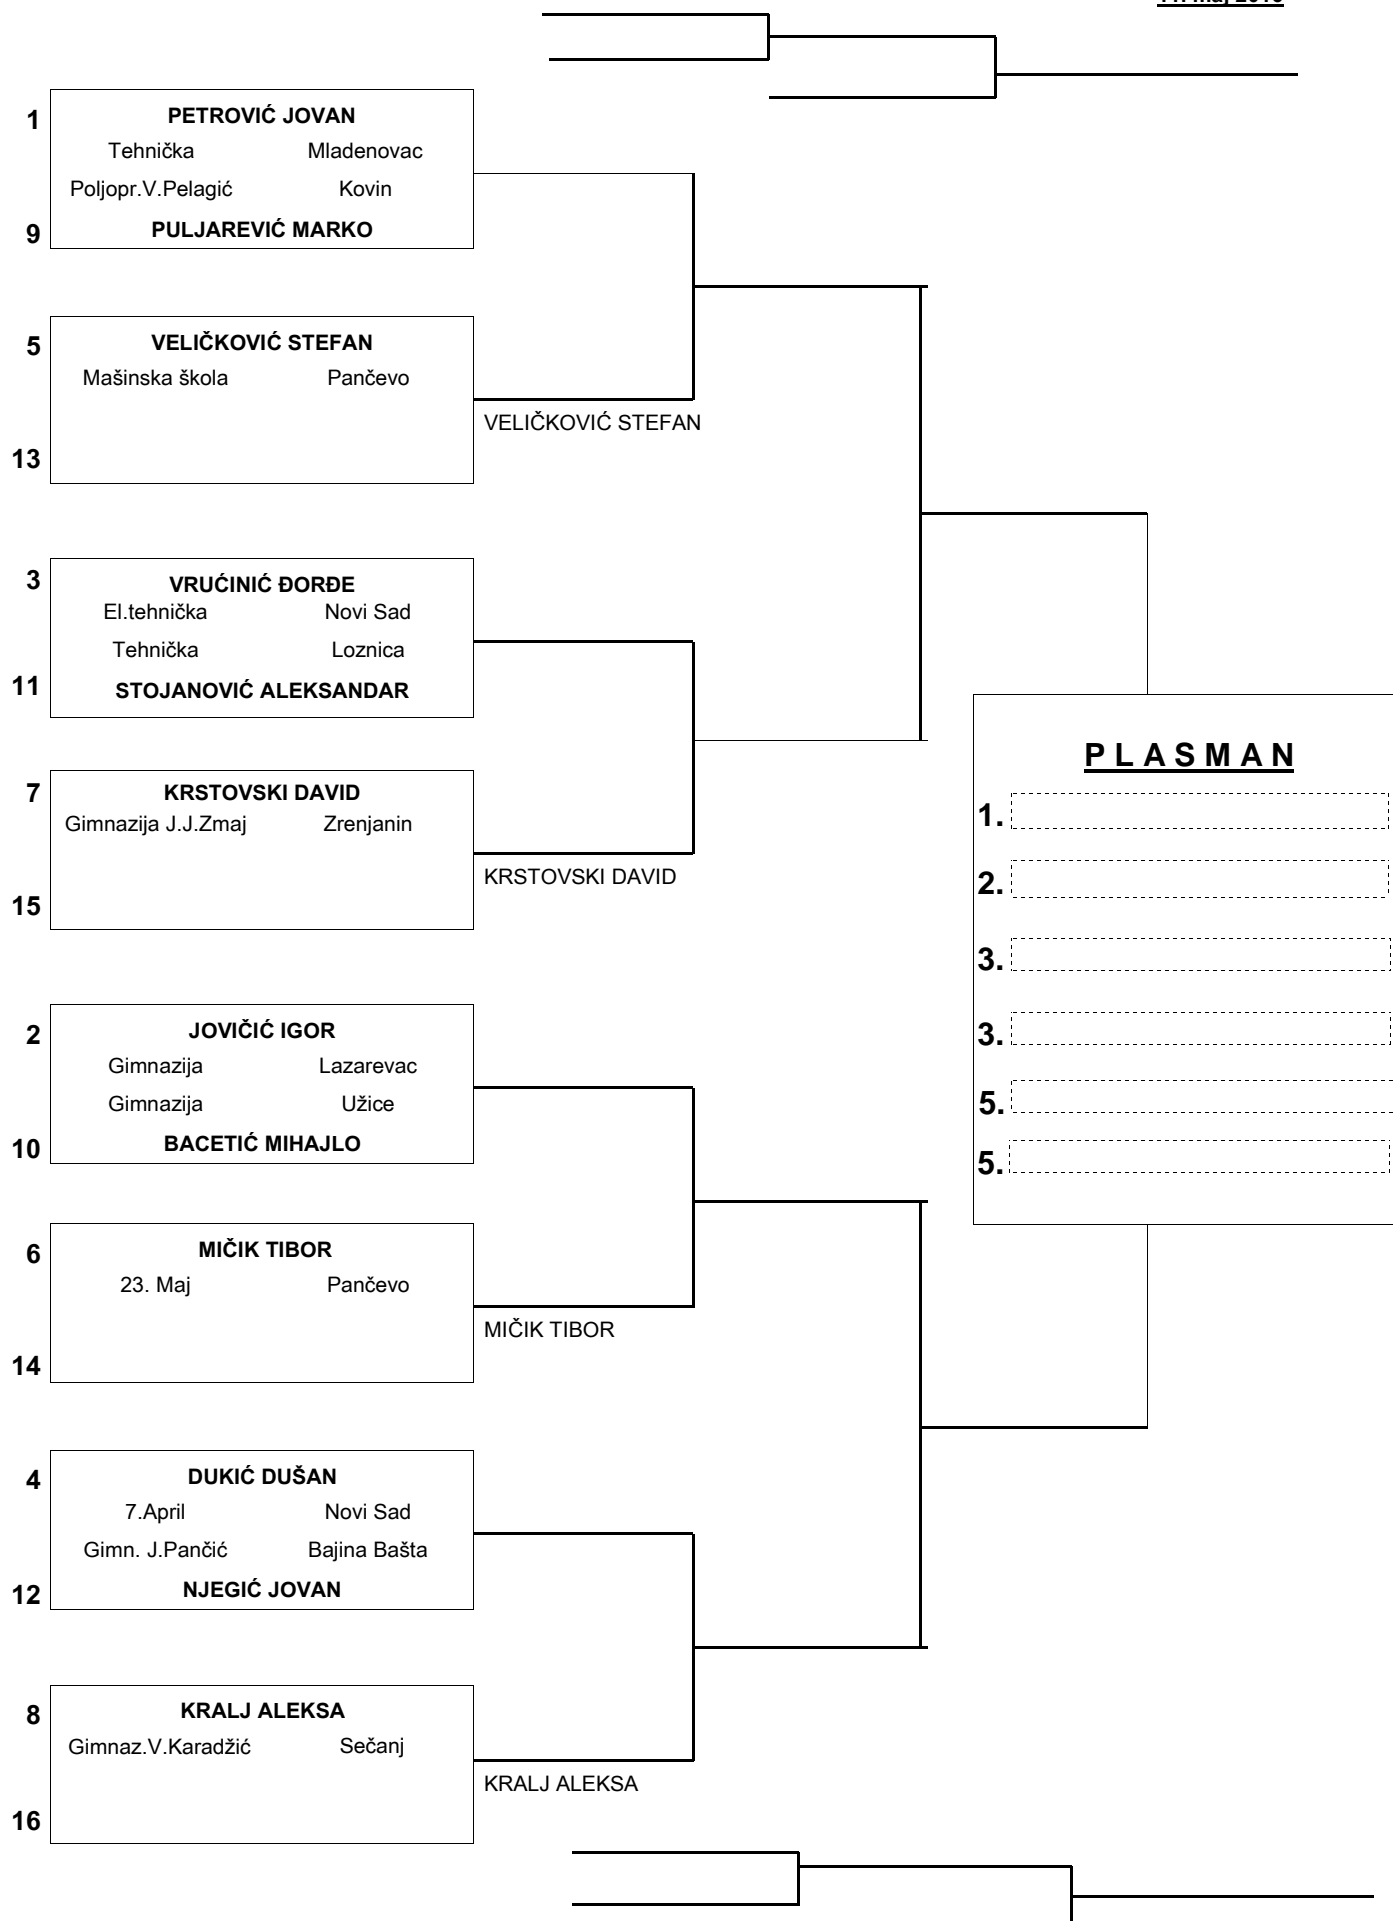 1 PETROVIĆ JOVAN
Tehnička Mladenovac
Poljopr.V.Pelagić Kovin
9 PULJAREVIĆ MARKO
5 VELIČKOVIĆ STEFAN
Mašinska škola Pančevo
VELIČKOVIĆ STEFAN
13
3 VRUĆINIĆ ĐORĐE
El.tehnička Novi Sad
Tehnička Loznica
11 STOJANOVIĆ ALEKSANDAR
7 KRSTOVSKI DAVID
Gimnazija J.J.Zmaj Zrenjanin
KRSTOVSKI DAVID
15
2 JOVIČIĆ IGOR
Gimnazija Lazarevac
Gimnazija Užice
10 BACETIĆ MIHAJLO
6 MIČIK TIBOR
23. Maj Pančevo
MIČIK TIBOR
14
4 DUKIĆ DUŠAN
7.April Novi Sad
Gimn. J.Pančić Bajina Bašta
12 NJEGIĆ JOVAN
8 KRALJ ALEKSA
Gimnaz.V.Karadžić Sečanj
KRALJ ALEKSA
16
P L A S M A N
1.
2.
3.
3.
5.
5.